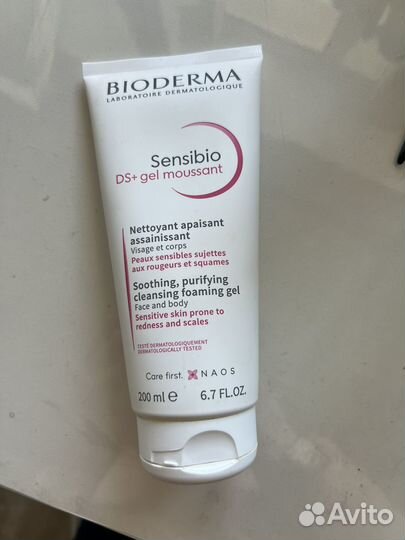 BIODERMA
LABORATOIRE DERMATOLOGIQUE
Sensibio
DS+ gel moussant
Nettoyant apaisant
assainissant
Visage et corps
Peaux sensibles sujettes
aux rougeurs et squames
Soothing, purifying
cleansing foaming gel
Face and body
Sensitive skin prone to
redness and scales
TESTÉ DERMATOLOGIQUEMENT
DERMATOLOGICALLY TESTED
Care first. NAOS
200 ml e 6.7 FL.OZ.
Avito